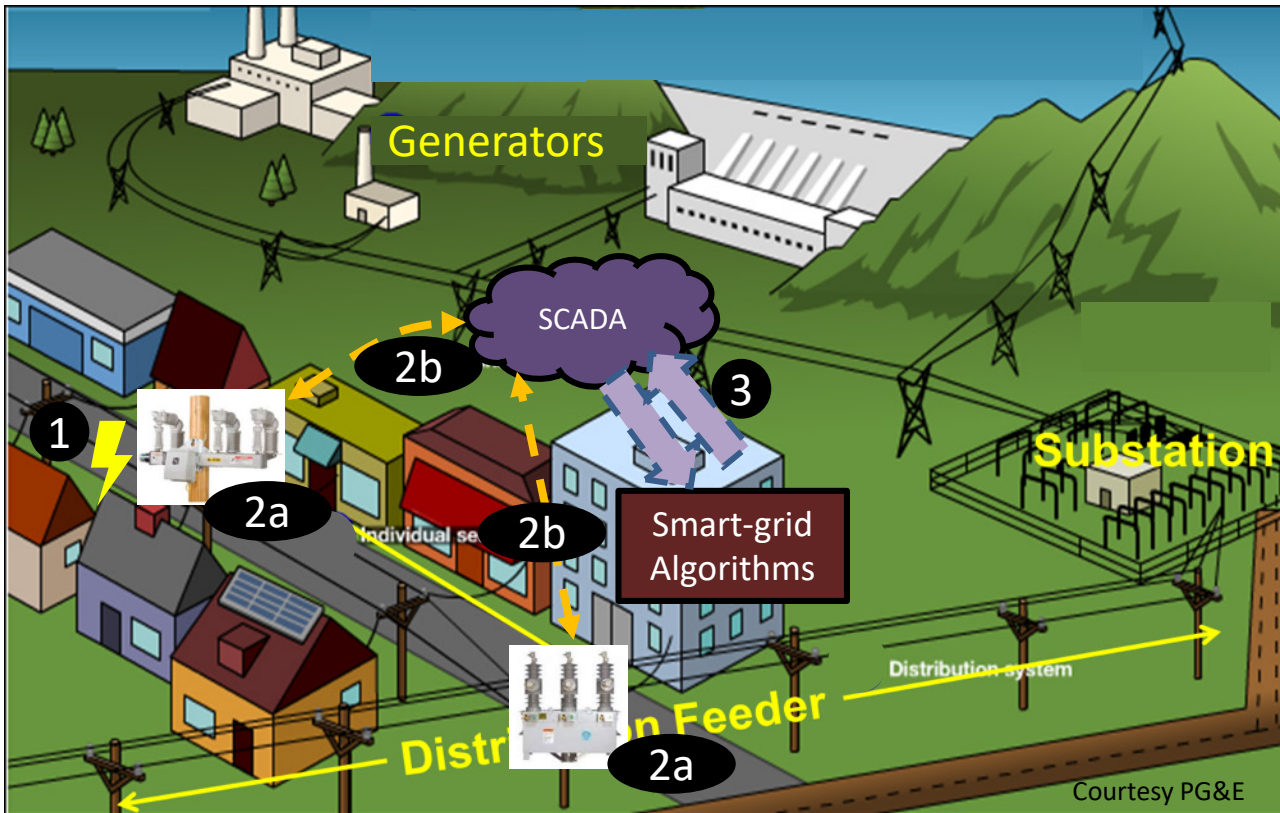 Generators
SCADA
2b
3
1
2a
Individual se
2b
Substation
Smart-grid
Algorithms
Distribution system
Feeder
2a
Courtesy PG&E